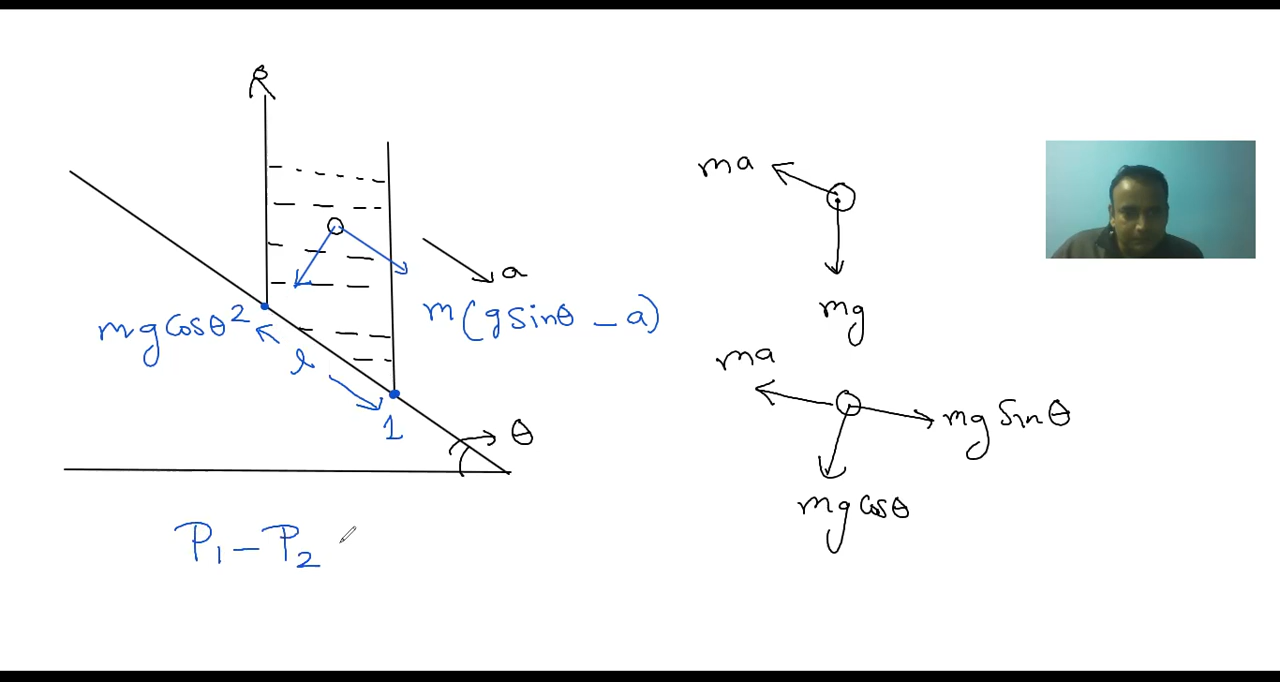 a
mg cosθ
2
m(g sinθ - a)
l
1
θ
P₁ - P₂
ma
mg
ma
mg sinθ
mg cosθ